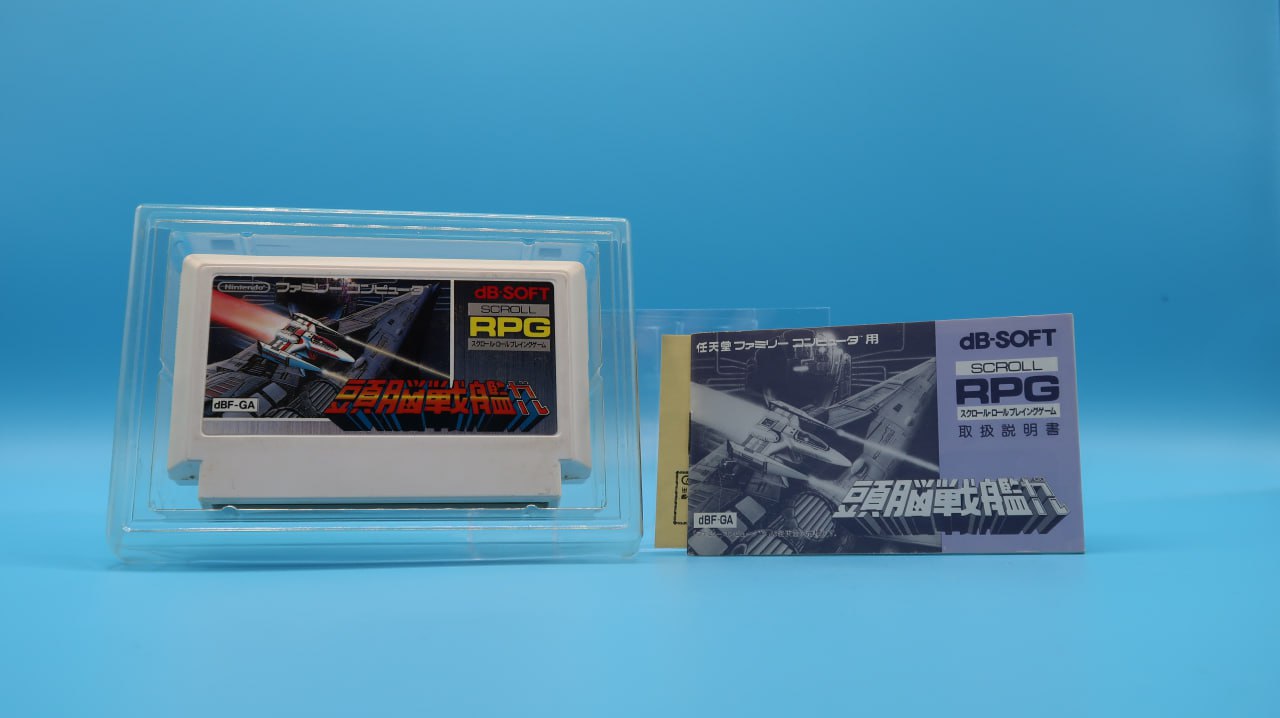 Nintendo
ファミリー コンピュータ
dB-SOFT
SCROLL
RPG
スクロール・ロールプレイングゲーム
頭脳戦艦ガル
dBF-GA
任天堂 ファミリー コンピュータ 用
dB-SOFT
SCROLL
RPG
スクロール・ロールプレイングゲーム
取扱説明書
頭脳戦艦ガル
dBF-GA